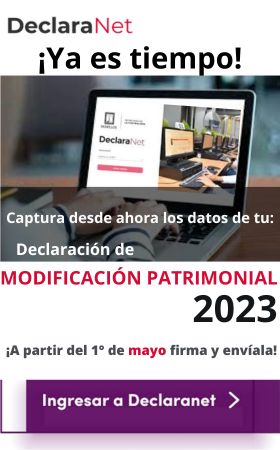 DeclaraNet
¡Ya es tiempo!
DeclaraNet
Captura desde ahora los datos de tu:
Declaración de
MODIFICACIÓN PATRIMONIAL
2023
¡A partir del 1° de mayo firma y envíala!
Ingresar a Declaranet